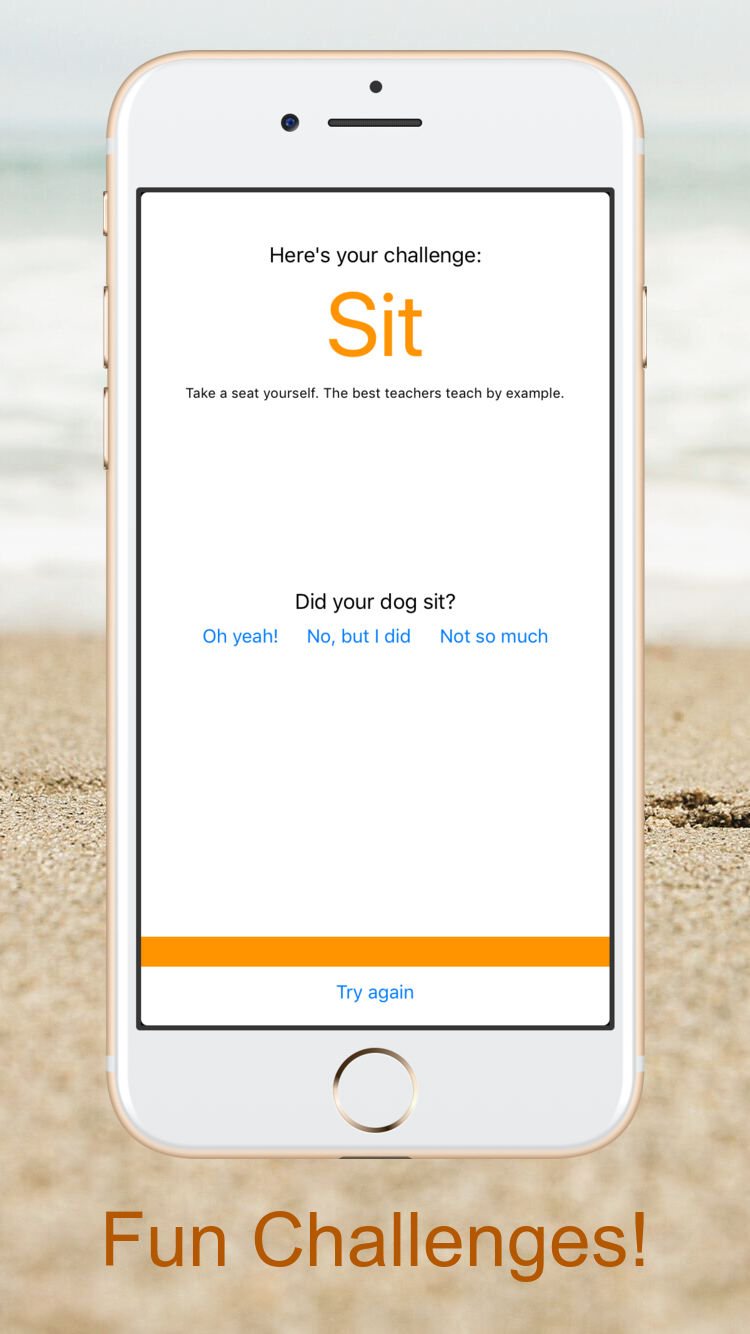 Here's your challenge:
Sit
Take a seat yourself. The best teachers teach by example.
Did your dog sit?
Oh yeah! No, but I did Not so much
Try again
Fun Challenges!